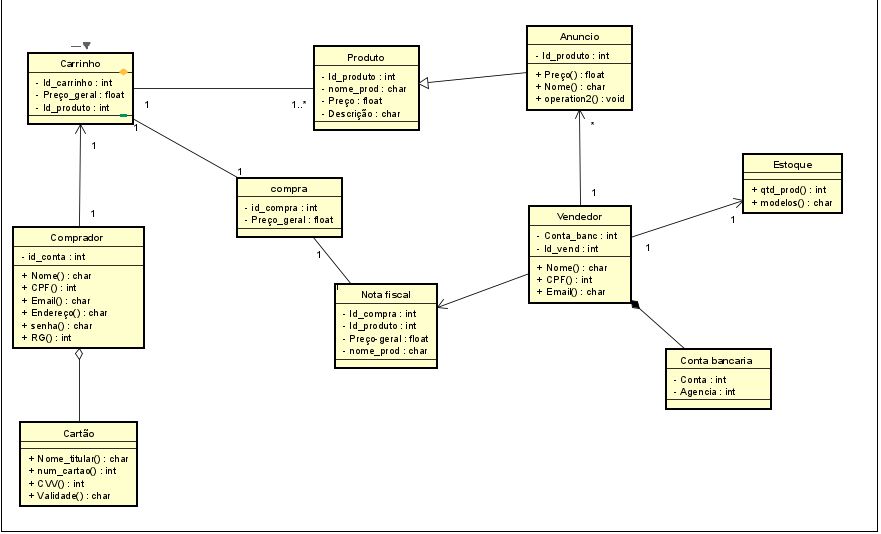 Carrinho
- Id_carrinho : int
- Preço_geral : float
- Id_produto : int
1
1..*
Produto
- Id_produto : int
- nome_prod : char
- Preço : float
- Descrição : char
Anuncio
- Id_produto : int
+ Preço() : float
+ Nome() : char
+ operation2() : void
1
1
*
1
1
1
compra
- id_compra : int
- Preço_geral : float
Estoque
+ qtd_prod() : int
+ modelos() : char
1
1
Vendedor
- Conta_banc : int
- Id_vend : int
+ Nome() : char
+ CPF() : int
+ Email() : char
Comprador
- id_conta : int
+ Nome() : char
+ CPF() : int
+ Email() : char
+ Endereço() : char
+ senha() : char
+ RG() : int
1
1
Nota fiscal
- Id_compra : int
- Id_produto : int
- Preço-geral : float
- nome_prod : char
Conta bancaria
- Conta : int
- Agencia : int
Cartão
+ Nome_titular() : char
+ num_cartao() : int
+ CVV() : int
+ Validade() : char